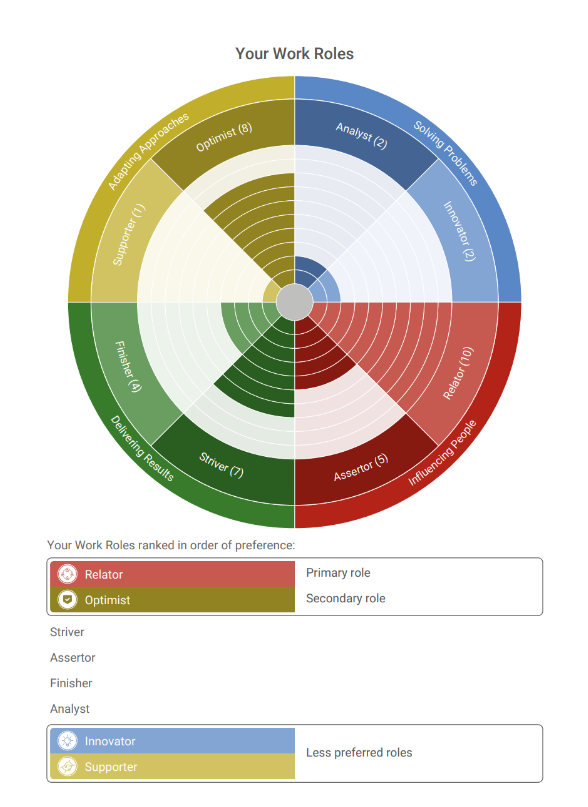 Your Work Roles
Adapting Approaches
Solving Problems
Optimist (8)
Analyst (2)
Supporter (1)
Innovator (2)
Finisher (4)
Relator (10)
Striver (7)
Assertor (5)
Delivering Results
Influencing People
Your Work Roles ranked in order of preference:
Relator
Primary role
Optimist
Secondary role
Striver
Assertor
Finisher
Analyst
Innovator
Less preferred roles
Supporter